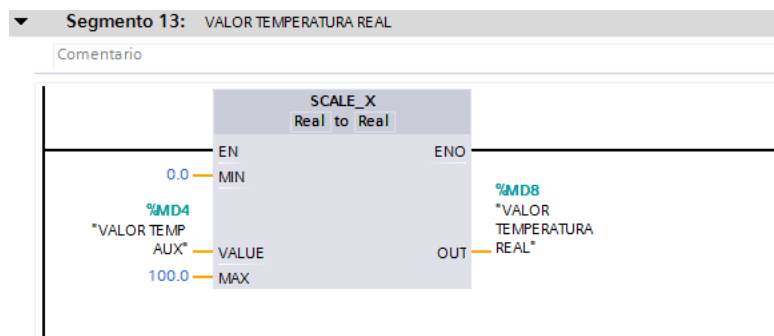 Segmento 13: VALOR TEMPERATURA REAL
Comentario
SCALE_X
Real to Real
EN ENO
0.0 MIN
%MD4
"VALOR TEMP
AUX" VALUE
100.0 MAX
%MD8
"VALOR
TEMPERATURA
OUT REAL"